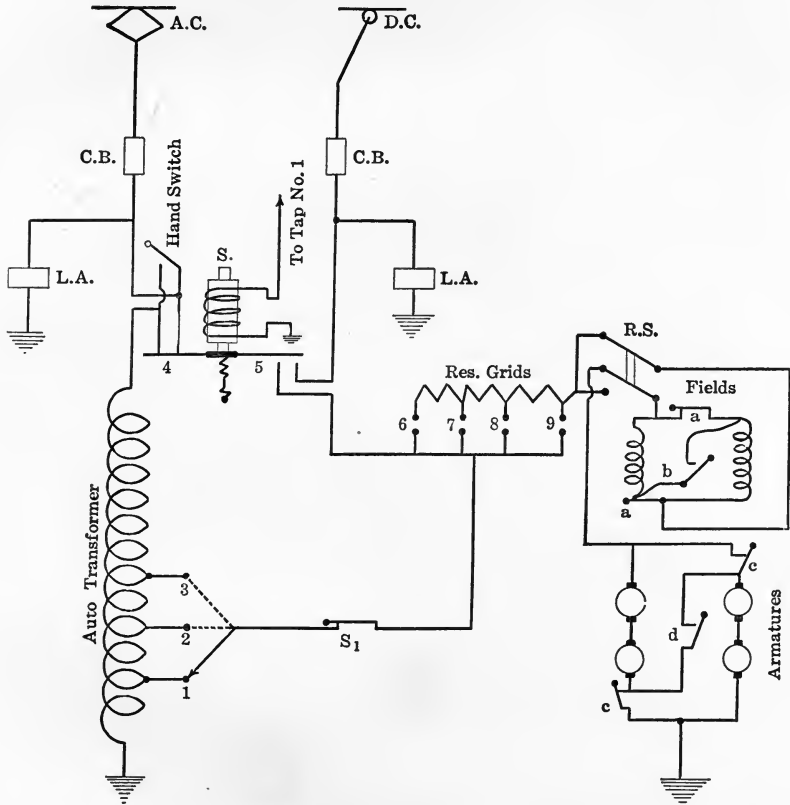 A.C.
D.C.
C.B.
C.B.
Hand Switch
S.
To Tap No. 1
L.A.
L.A.
4
5
R.S.
Res. Grids
Fields
6
7
8
9
a
b
a
Auto Transformer
3
2
1
S1
c
d
c
Armatures